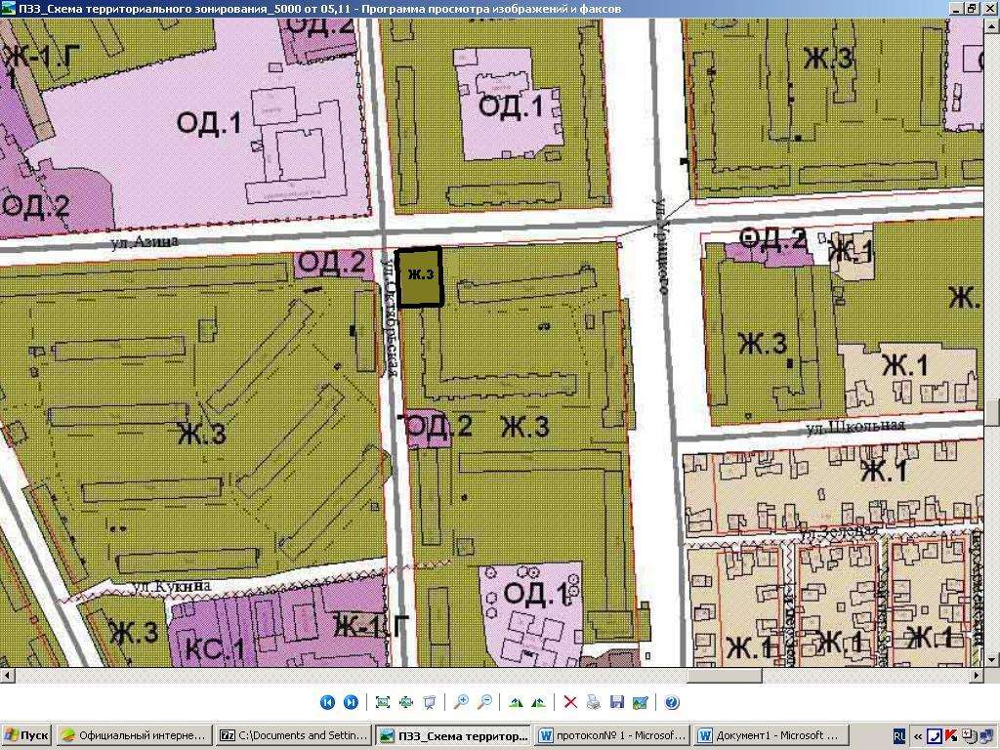 ПЗЗ_Схема территориального зонирования_5000 от 05,11 - Программа просмотра изображений и факсов
ОД.2
Ж-1.Г
Ж.3
ОД.1
ОД.1
ОД.2
ул.Азина
ул.Урицкого
ОД.2
Ж.1
ОД.2
Ж.3
ул.Октябрьская
Ж.
Ж.3
Ж.1
Ж.3
ОД.2
Ж.3
ул.Школьная
Ж.1
ул.Зеленая
ул.Кукина
ОД.1
Ж.3
КС.1
Ж-1.Г
Ж.1
Ж.1
Ж.1
Пуск
Официальный интерне...
C:\Documents and Settin...
ПЗЗ_Схема территор...
протокол№ 1 - Microsof...
Документ1 - Microsoft ...
RL
«